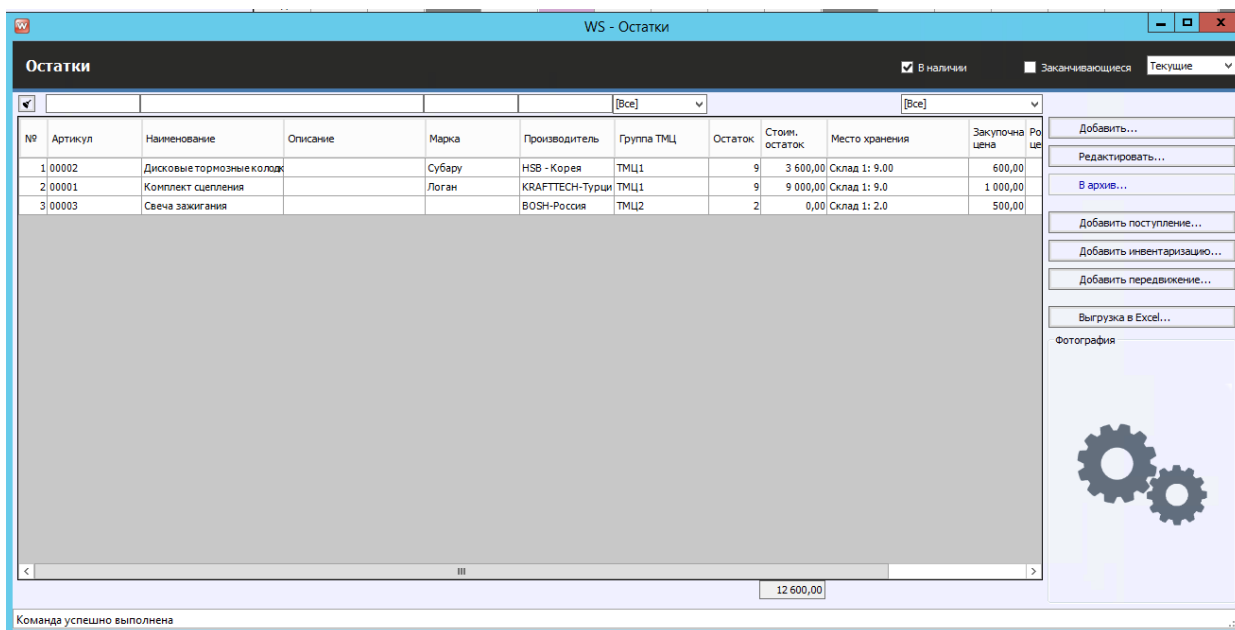 WS - Остатки
Остатки
В наличии
Заканчивающиеся
Текущие
[Все]
[Все]
№ Артикул Наименование Описание Марка Производитель Группа ТМЦ Остаток Стоим. остаток Место хранения Закупочна цена Ро це
1 00002 Дисковые тормозные колодк Субару HSB - Корея ТМЦ1 9 3 600,00 Склад 1: 9.00 600,00
2 00001 Комплект сцепления Логан KRAFTTECH-Турци ТМЦ1 9 9 000,00 Склад 1: 9.0 1 000,00
3 00003 Свеча зажигания BOSH-Россия ТМЦ2 2 0,00 Склад 1: 2.0 500,00
12 600,00
Добавить...
Редактировать...
В архив...
Добавить поступление...
Добавить инвентаризацию...
Добавить передвижение...
Выгрузка в Excel...
Фотография
Команда успешно выполнена